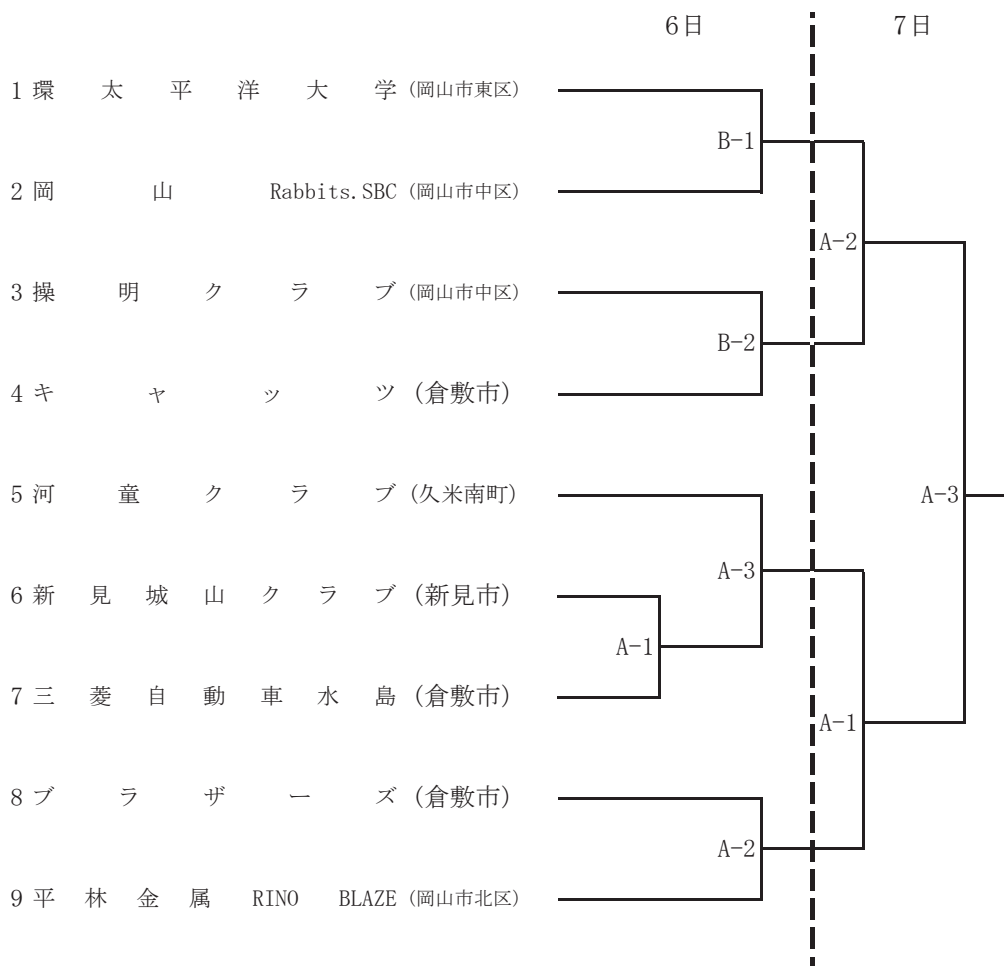 6日 7日
1 環太平洋大学 (岡山市東区)
B-1
2 岡山 Rabbits.SBC (岡山市中区)
A-2
3 操明クラブ (岡山市中区)
B-2
4 キャッツ (倉敷市)
5 河童クラブ (久米南町)
A-3
A-3
6 新見城山クラブ (新見市)
A-1
7 三菱自動車水島 (倉敷市)
A-1
8 ブラザーズ (倉敷市)
A-2
9 平林金属 RINO BLAZE (岡山市北区)